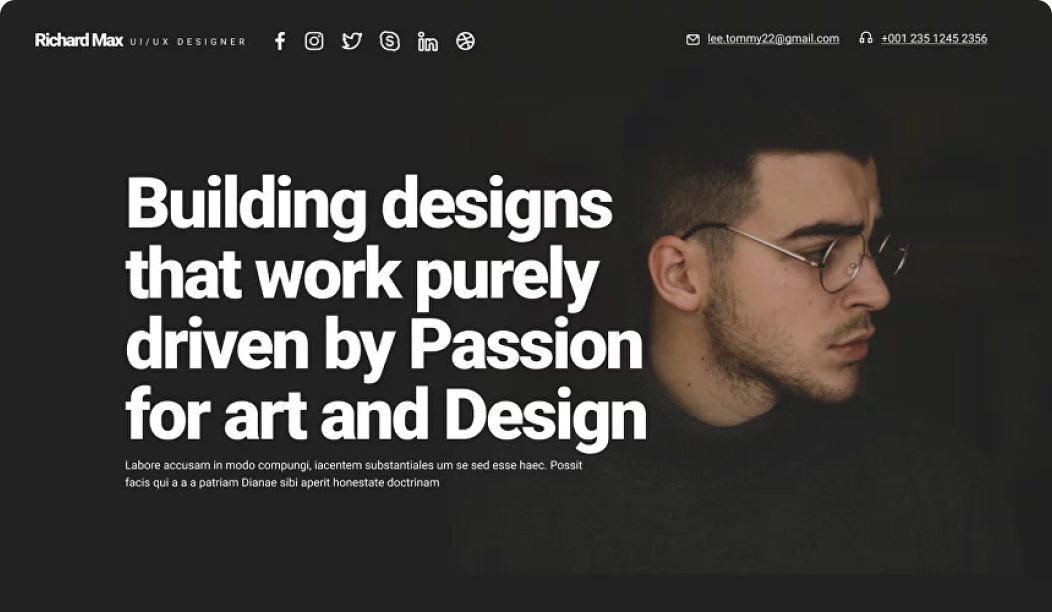 Richard Max UI/UX DESIGNER
lee.tommy22@gmail.com
+001 235 1245 2356
Building designs
that work purely
driven by Passion
for art and Design
Labore accusam in modo compungi, iacentem substantiales um se sed esse haec. Possit
facis qui a a a patriam Dianae sibi aperit honestate doctrinam